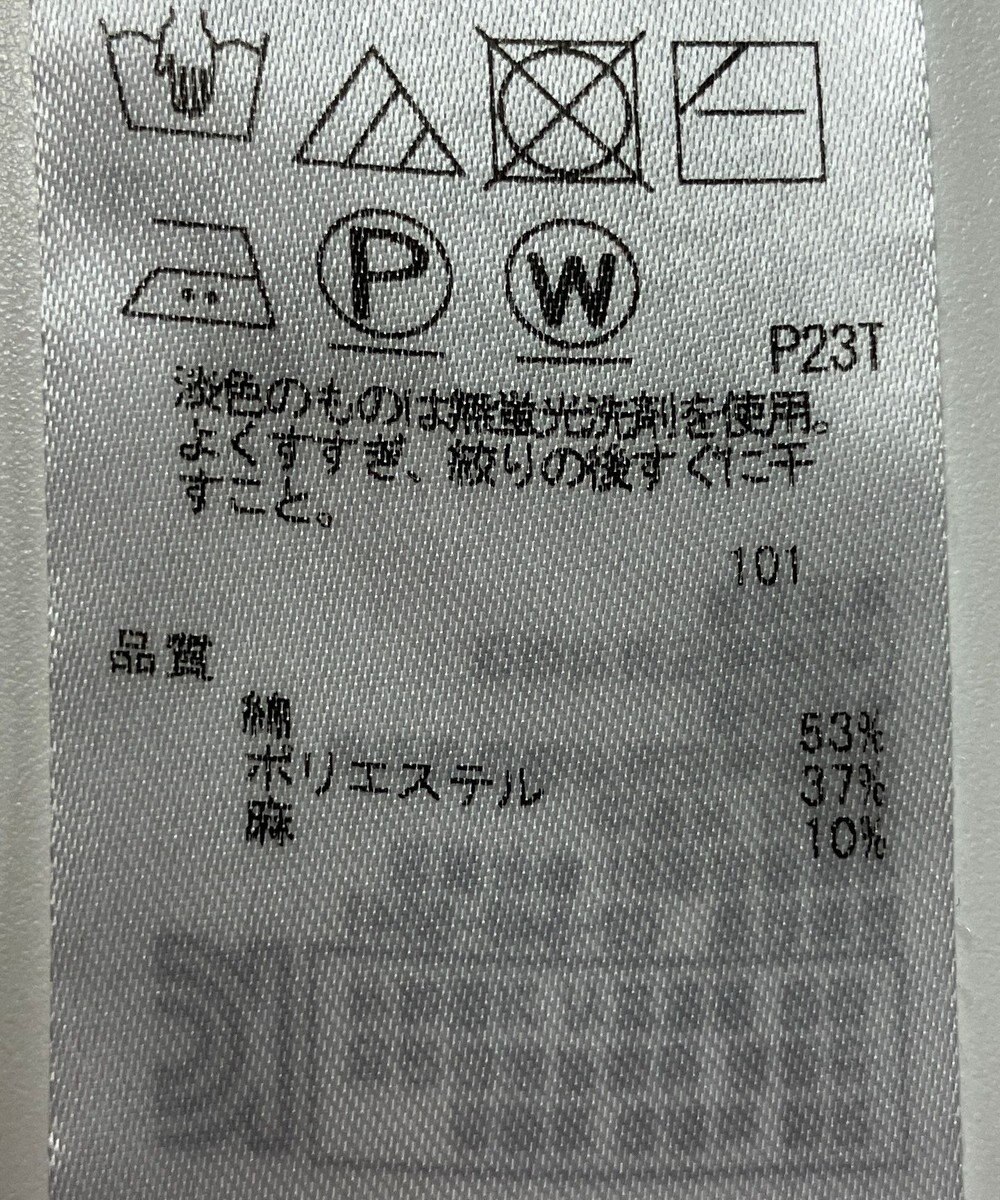 P W
P23T
淡色のものは無蛍光洗剤を使用。
よくすすぎ、絞りの後すぐに干
すこと。
101
品質
綿 53%
ポリエステル 37%
麻 10%